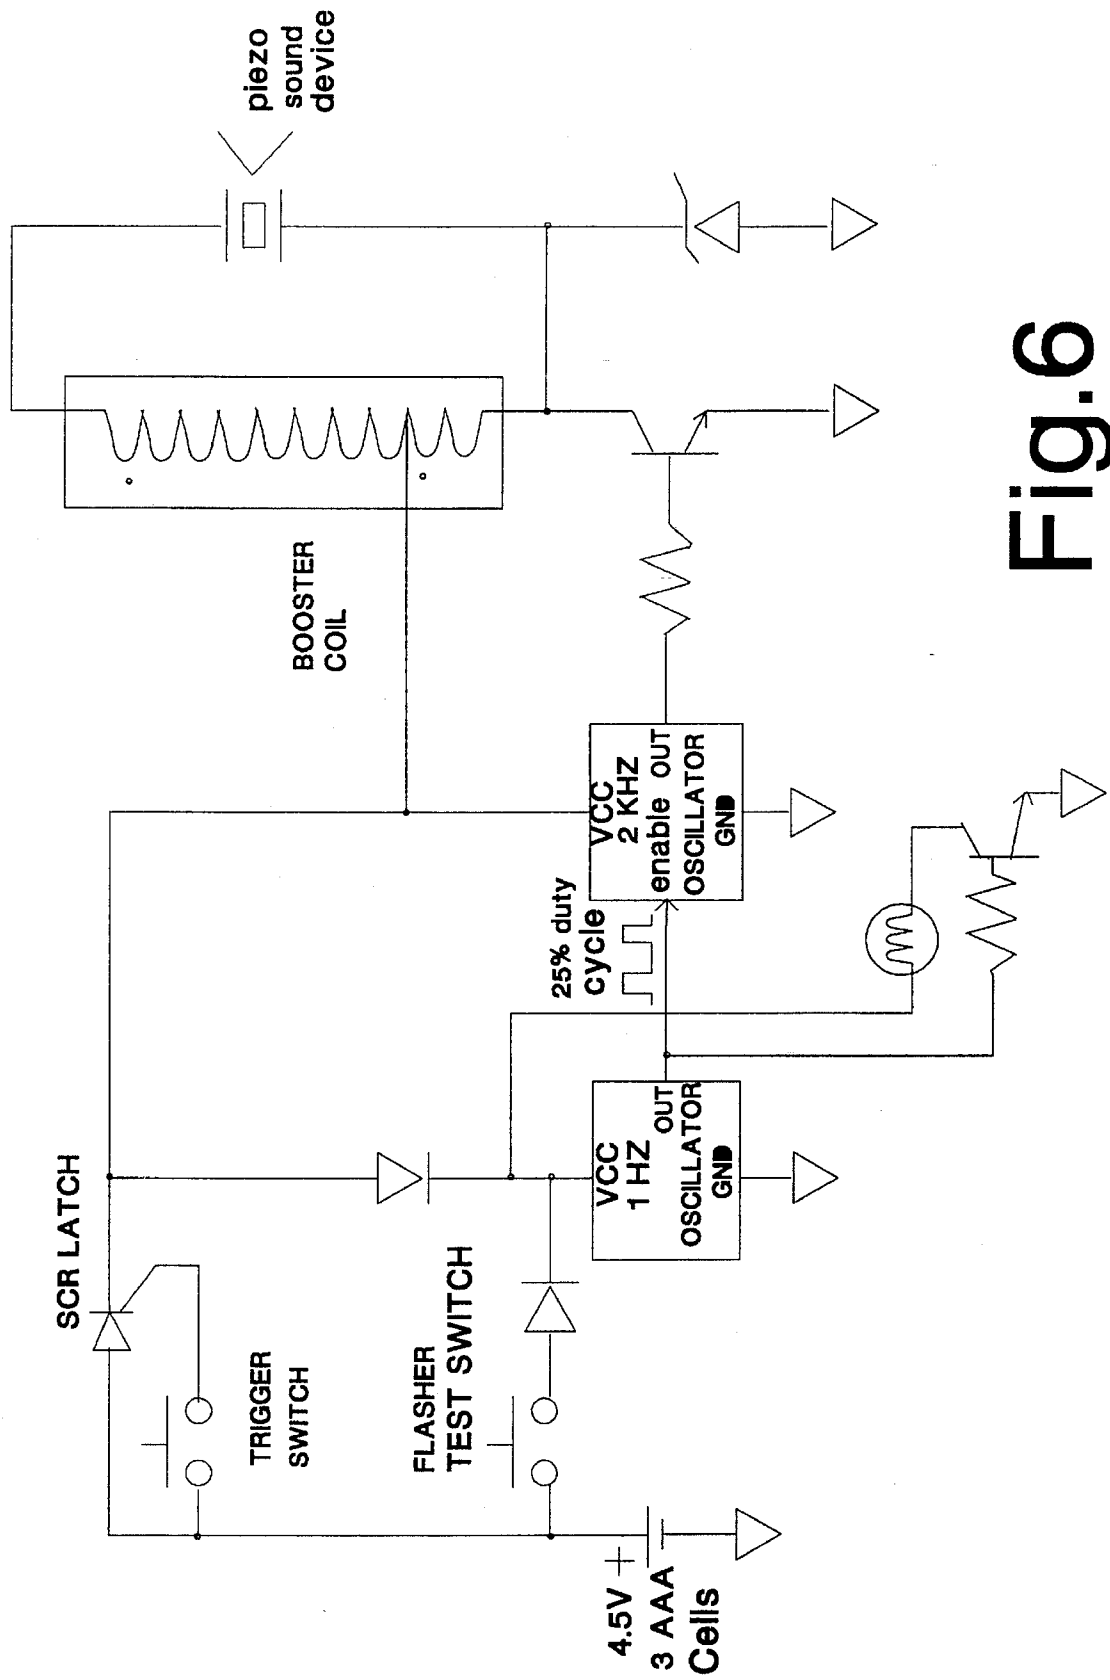 SCR LATCH
TRIGGER
SWITCH
FLASHER
TEST SWITCH
4.5V +
3 AAA
Cells
VCC
1 HZ
OUT
OSCILLATOR
GND
25% duty
cycle
VCC
2 KHZ
enable OUT
OSCILLATOR
GND
BOOSTER
COIL
piezo
sound
device
Fig.6